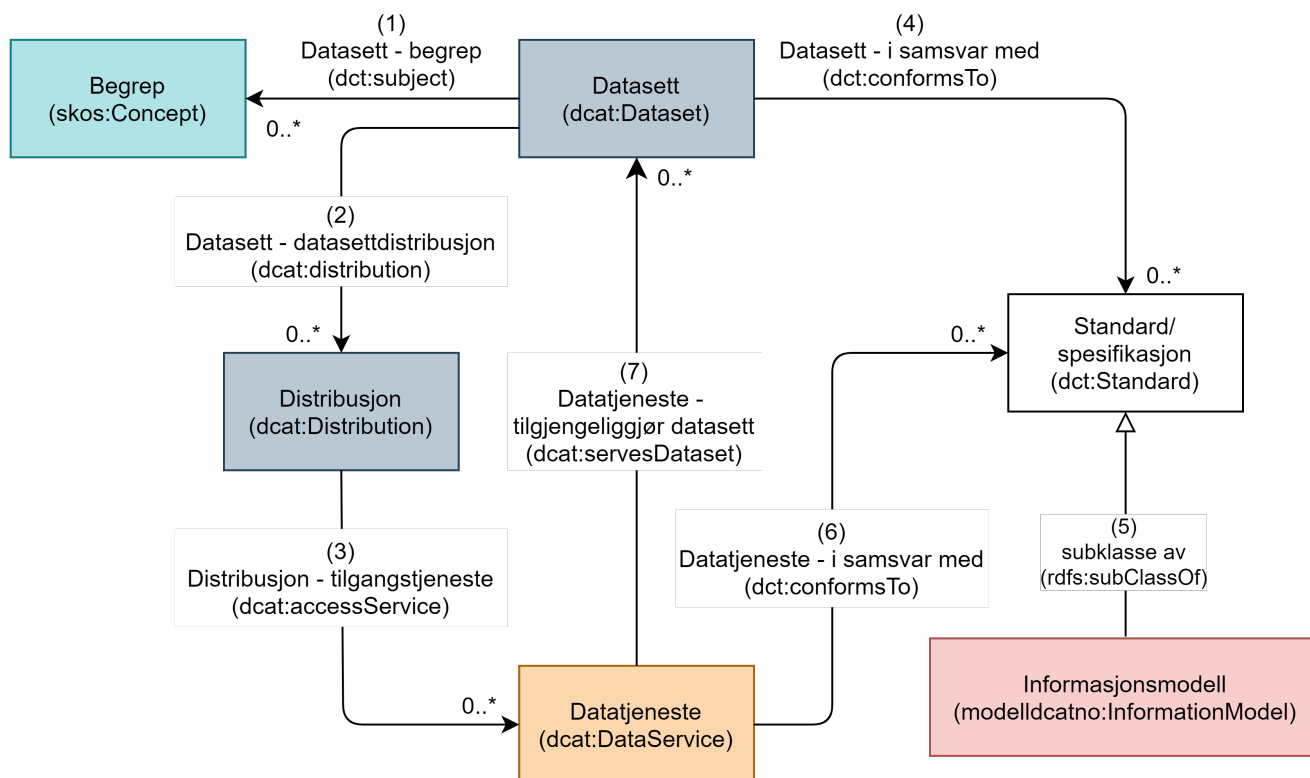 (1)
Datasett - begrep
(dct:subject)
(4)
Datasett - i samsvar med
(dct:conformsTo)
Begrep
(skos:Concept)
Datasett
(dcat:Dataset)
0..*
0..*
(2)
Datasett - datasettdistribusjon
(dcat:distribution)
0..*
0..*
0..*
Standard/
spesifikasjon
(dct:Standard)
Distribusjon
(dcat:Distribution)
(7)
Datatjeneste -
tilgjengeliggjør datasett
(dcat:servesDataset)
(3)
Distribusjon - tilgangstjeneste
(dcat:accessService)
(6)
Datatjeneste - i samsvar med
(dct:conformsTo)
(5)
subklasse av
(rdfs:subClassOf)
0..*
Datatjeneste
(dcat:DataService)
Informasjonsmodell
(modelldcatno:InformationModel)